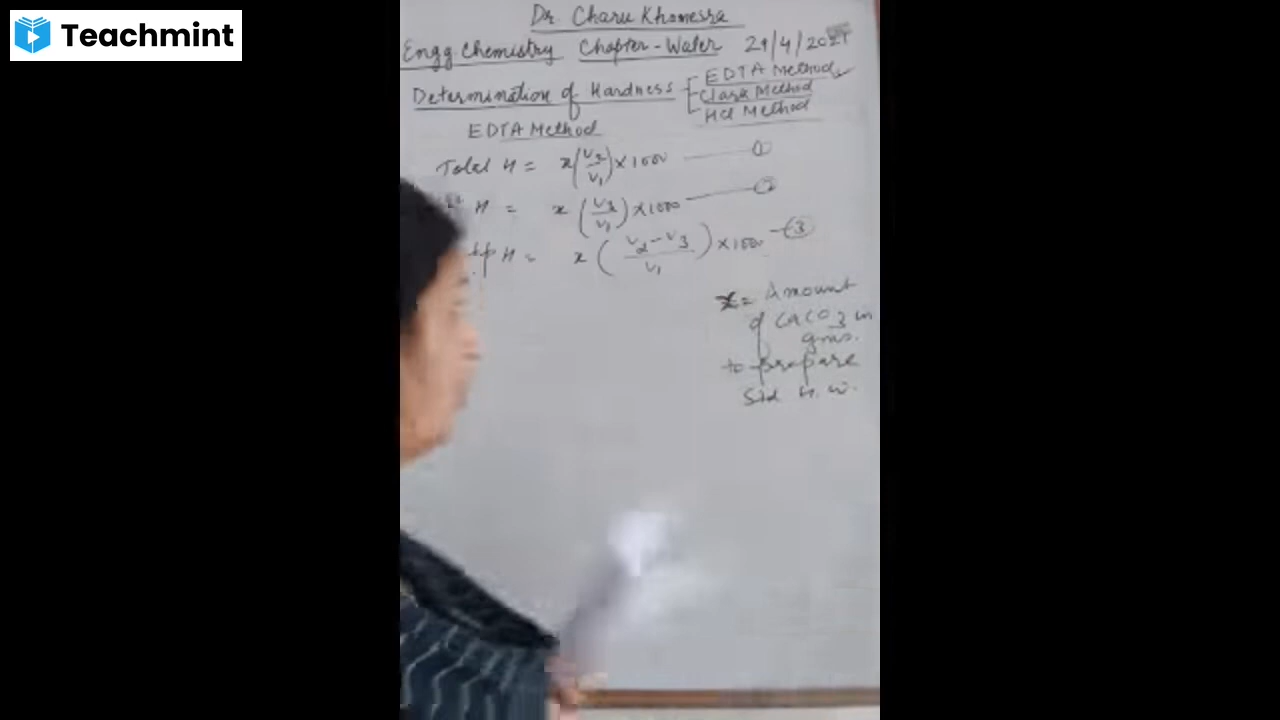 Teachmint
Dr. Charu Khomesra
Engg. Chemistry Chapter-Water 29/4/2021
Determination of Hardness
EDTA Method
Clark Method
HCl Method
EDTA Method
Total H = x(V2/V1)×1000 —— ①
H = x(V3/V1)×1000 —— ②
H = x(V2-V3/V1)×1000 — ③
x = Amount
of CaCO3 in
gms.
to prepare
Std H.W.